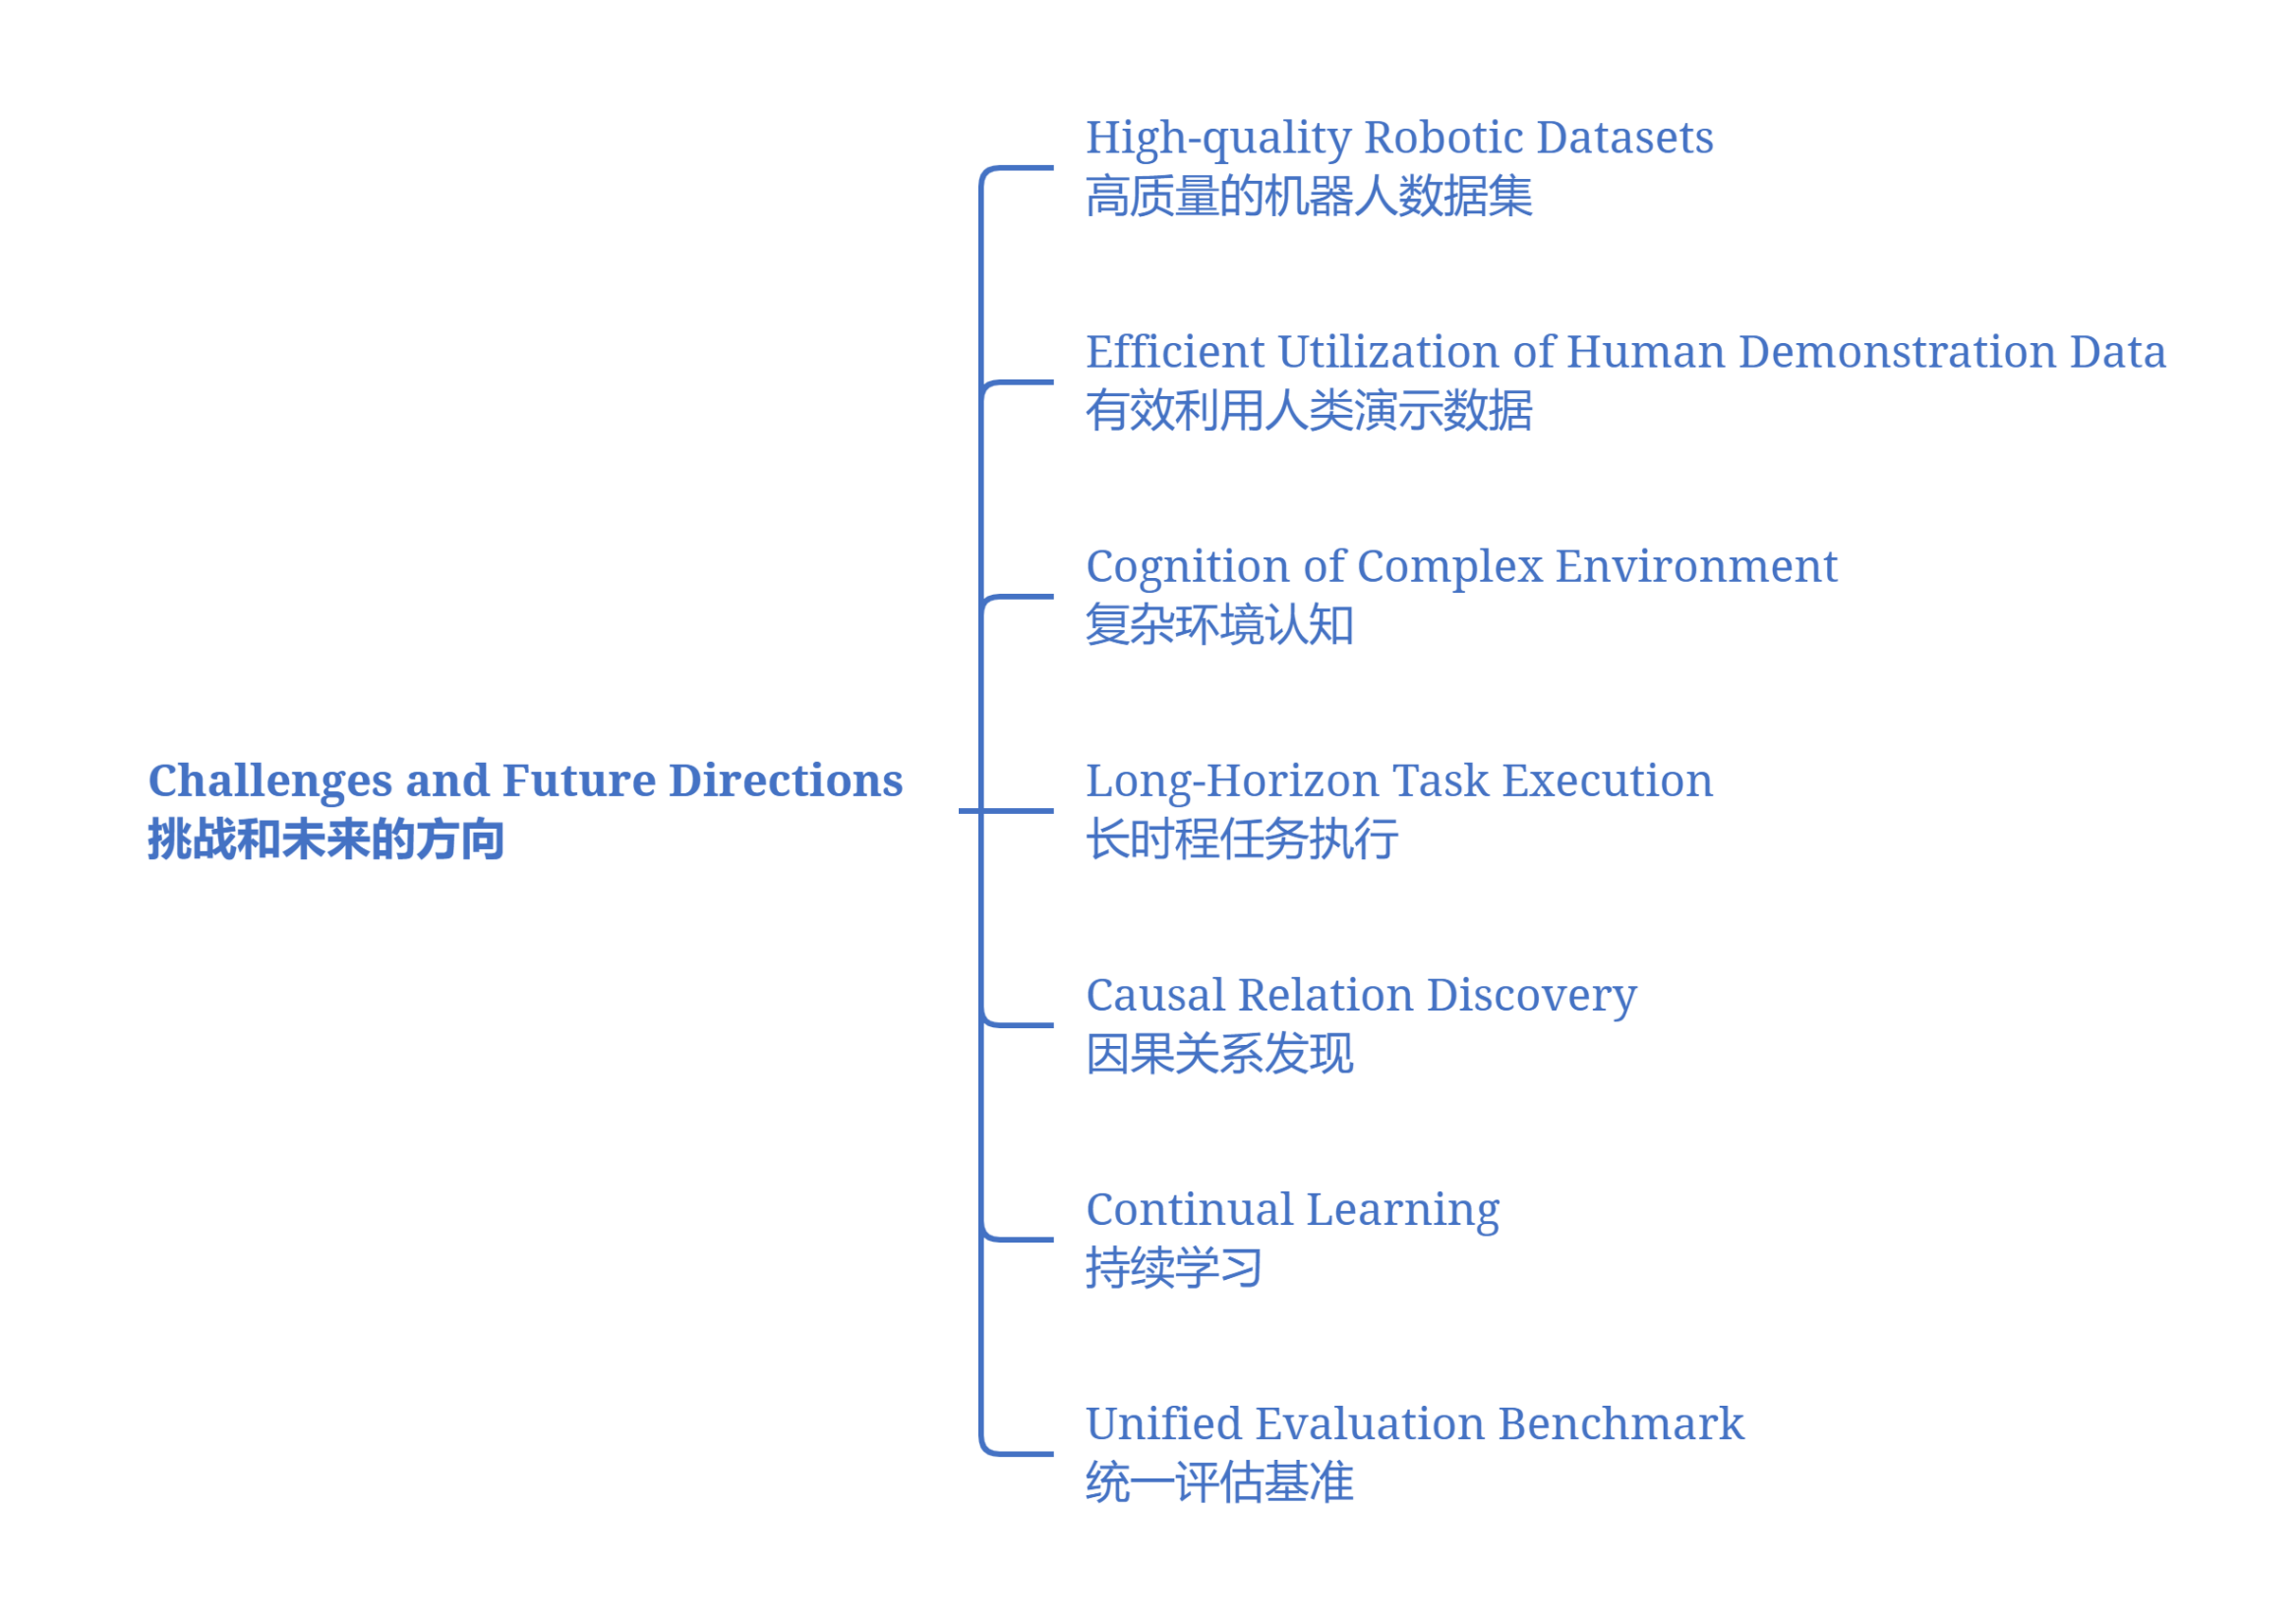 Challenges and Future Directions
挑战和未来的方向
High-quality Robotic Datasets
高质量的机器人数据集
Efficient Utilization of Human Demonstration Data
有效利用人类演示数据
Cognition of Complex Environment
复杂环境认知
Long-Horizon Task Execution
长时程任务执行
Causal Relation Discovery
因果关系发现
Continual Learning
持续学习
Unified Evaluation Benchmark
统一评估基准